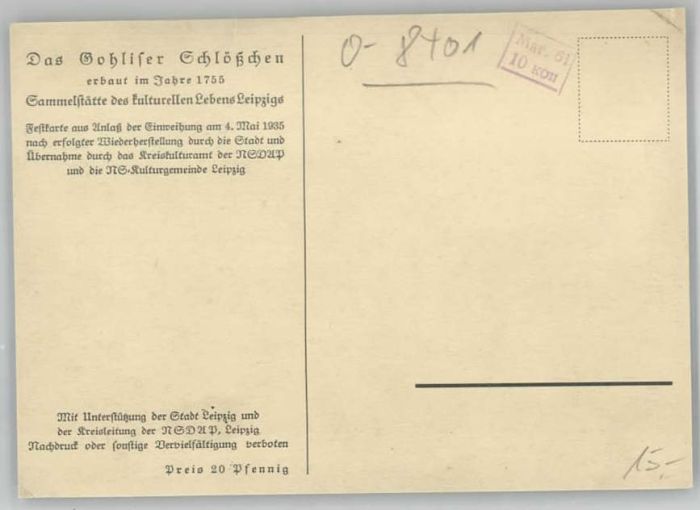 Das Gohliser Schlößchen
erbaut im Jahre 1755
Sammelstätte des kulturellen Lebens Leipzigs
Festkarte aus Anlaß der Einweihung am 4. Mai 1935
nach erfolgter Wiederherstellung durch die Stadt und
Übernahme durch das Kreiskulturamt der NSDAP
und die NS-Kulturgemeinde Leipzig
Mit Unterstützung der Stadt Leipzig und
der Kreisleitung der NSDAP, Leipzig
Nachdruck oder sonstige Vervielfältigung verboten
Preis 20 Pfennig
O- 8401
Маг. 61
10 коп
15,-